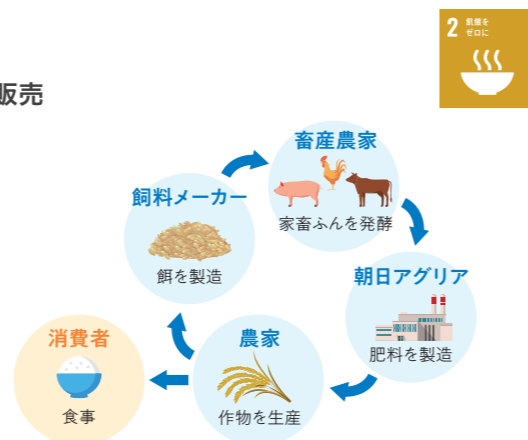 2 飢餓を
ゼロに
販売
畜産農家
家畜ふんを発酵
飼料メーカー
餌を製造
朝日アグリア
肥料を製造
農家
作物を生産
消費者
食事